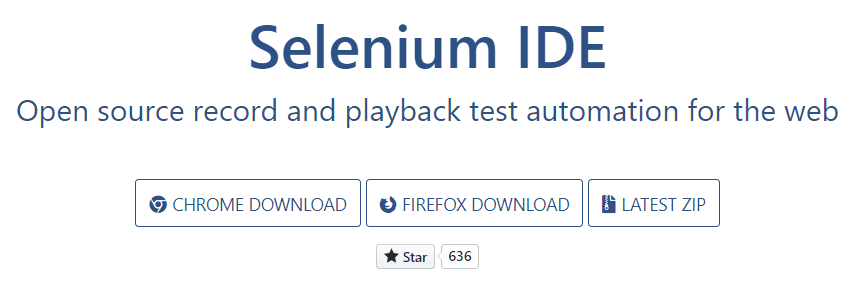 Selenium IDE
Open source record and playback test automation for the web
CHROME DOWNLOAD FIREFOX DOWNLOAD LATEST ZIP
Star 636